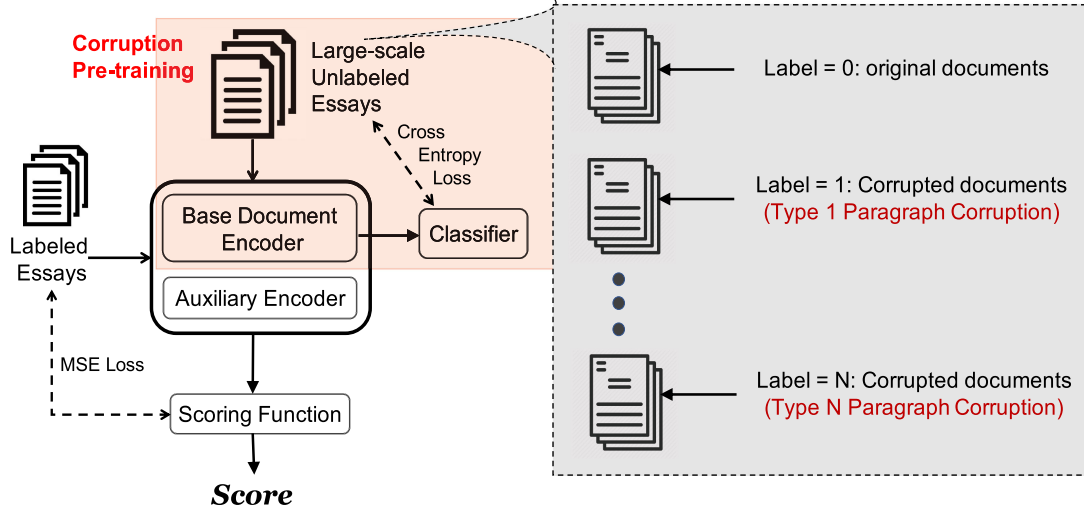 Corruption
Pre-training
Large-scale
Unlabeled
Essays
Cross
Entropy
Loss
Base Document
Encoder
Classifier
Labeled
Essays
Auxiliary Encoder
MSE Loss
Scoring Function
Score
Label = 0: original documents
Label = 1: Corrupted documents
(Type 1 Paragraph Corruption)
Label = N: Corrupted documents
(Type N Paragraph Corruption)